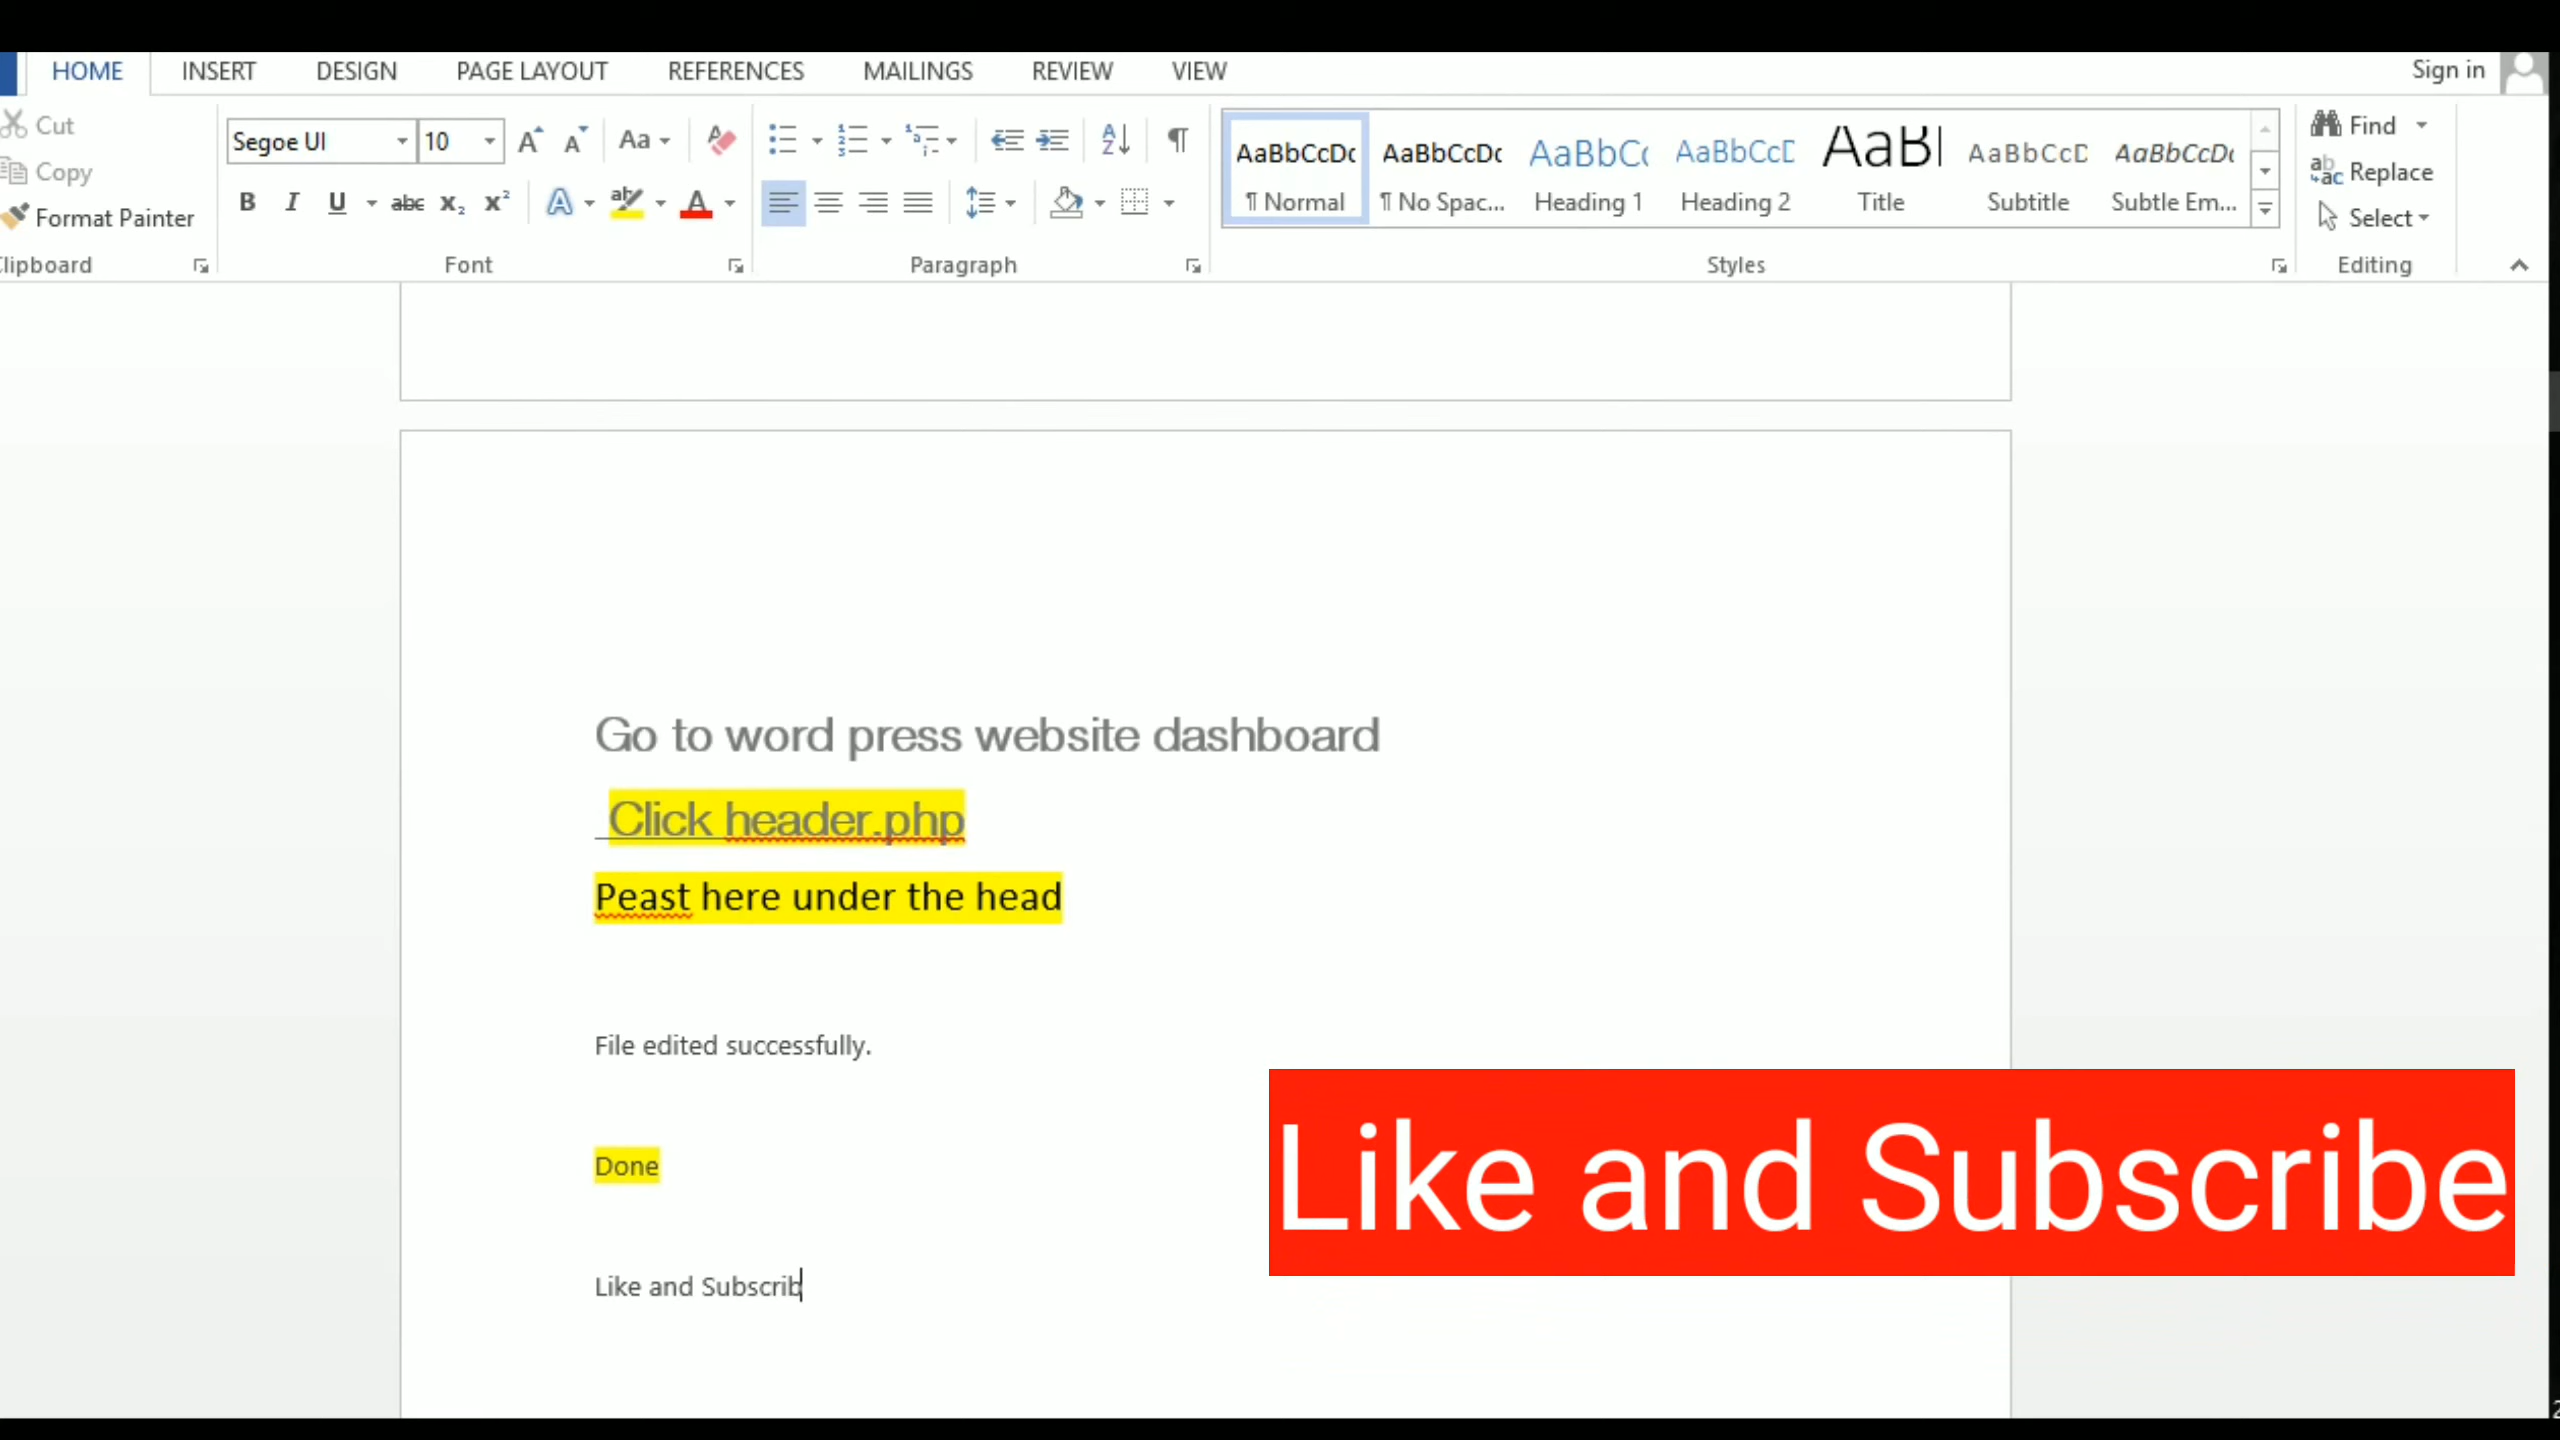 HOME INSERT DESIGN PAGE LAYOUT REFERENCES MAILINGS REVIEW VIEW Sign in
Cut
Copy
Format Painter
lipboard
Segoe UI 10
Font
Paragraph
AaBbCcDc AaBbCcDc AaBbC AaBbCcD AaB AaBbCcD AaBbCcDc
¶ Normal ¶ No Spac... Heading 1 Heading 2 Title Subtitle Subtle Em...
Styles
Find
Replace
Select
Editing
Go to word press website dashboard
Click header.php
Peast here under the head
File edited successfully.
Done
Like and Subscrib
Like and Subscribe